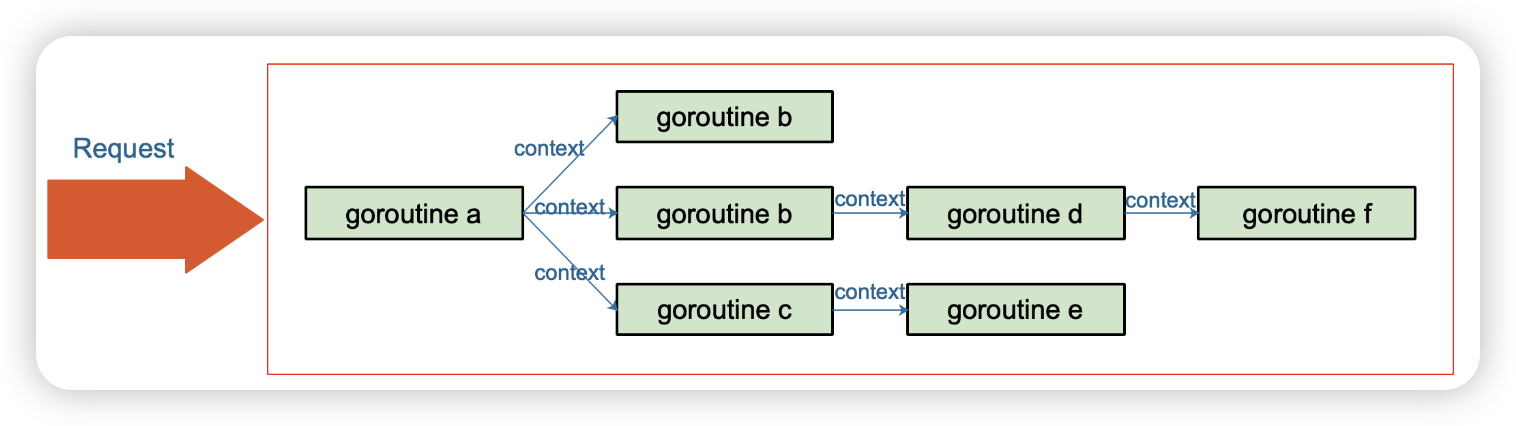 Request
goroutine a
context
goroutine b
context
goroutine b
context
goroutine d
context
goroutine f
context
goroutine c
context
goroutine e